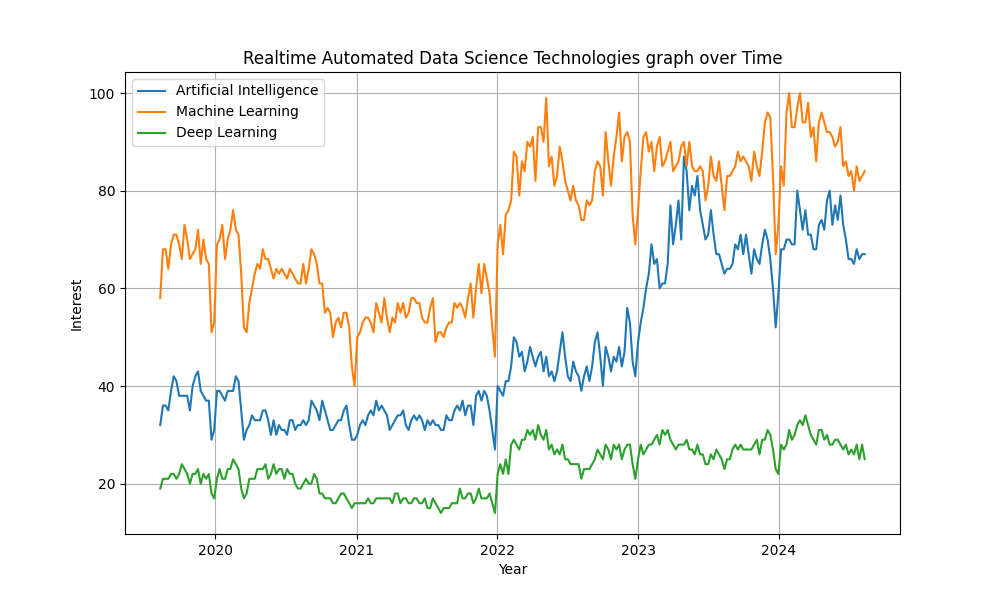 Realtime Automated Data Science Technologies graph over Time
Artificial Intelligence
Machine Learning
Deep Learning
100
80
60
40
20
Interest
2020 2021 2022 2023 2024
Year